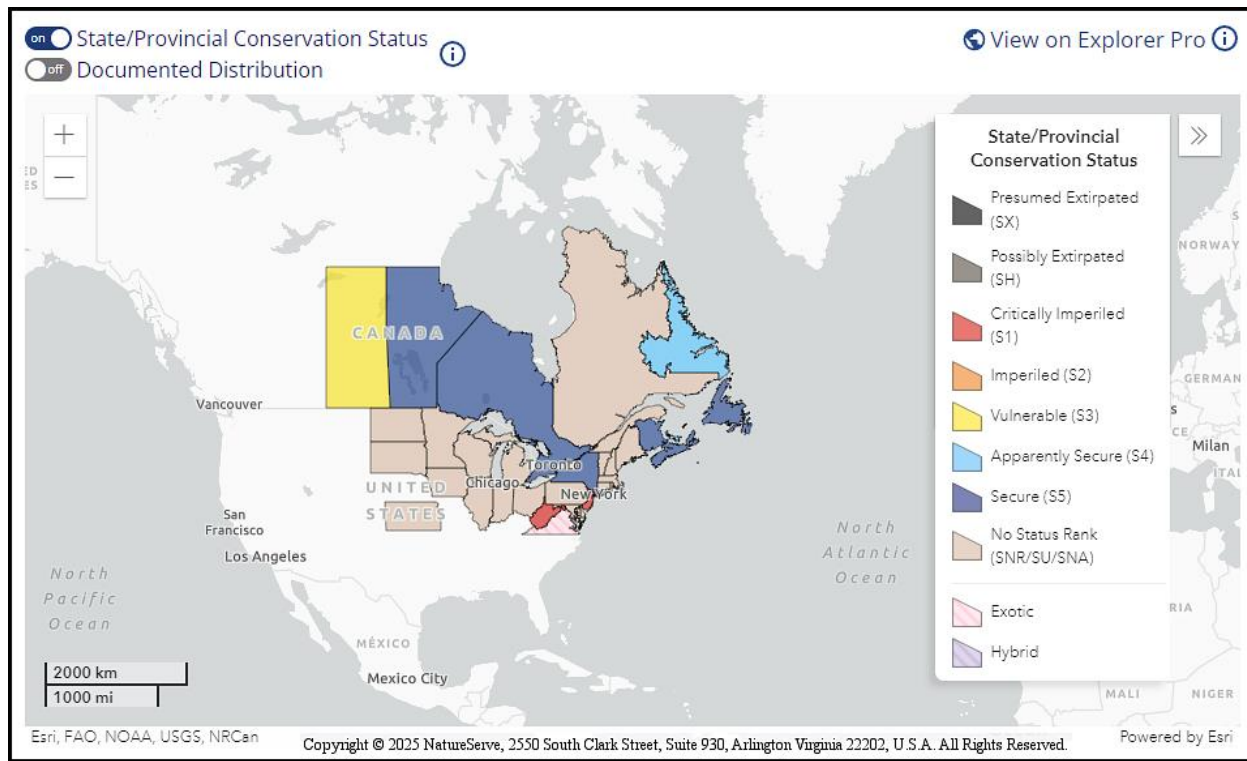 on State/Provincial Conservation Status
off Documented Distribution
View on Explorer Pro
+
−
CANADA
Vancouver
Toronto
Chicago
New York
UNITED
STATES
San
Francisco
Los Angeles
North
Pacific
Ocean
MÉXICO
Mexico City
North
Atlantic
Ocean
2000 km
1000 mi
State/Provincial
Conservation Status
Presumed Extirpated
(SX)
Possibly Extirpated
(SH)
Critically Imperiled
(S1)
Imperiled (S2)
Vulnerable (S3)
Apparently Secure (S4)
Secure (S5)
No Status Rank
(SNR/SU/SNA)
Exotic
Hybrid
NORWAY
GERMAN
Milan
ITAL
RIA
MALI
NIGER
Esri, FAO, NOAA, USGS, NRCan
Copyright © 2025 NatureServe, 2550 South Clark Street, Suite 930, Arlington Virginia 22202, U.S.A. All Rights Reserved.
Powered by Esri